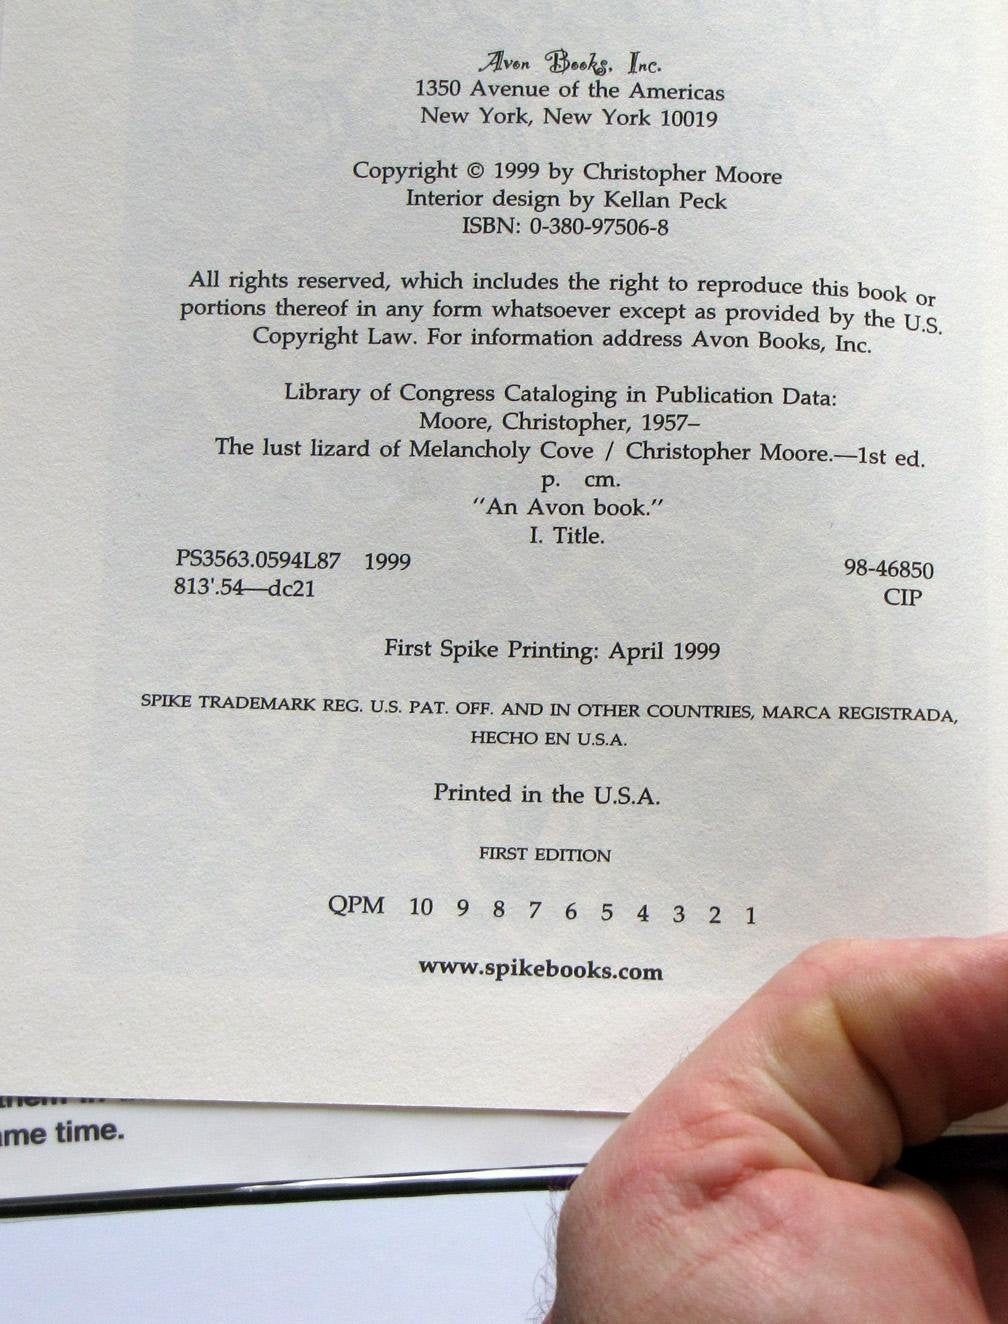 Avon Books, Inc.
1350 Avenue of the Americas
New York, New York 10019
Copyright © 1999 by Christopher Moore
Interior design by Kellan Peck
ISBN: 0-380-97506-8
All rights reserved, which includes the right to reproduce this book or
portions thereof in any form whatsoever except as provided by the U.S.
Copyright Law. For information address Avon Books, Inc.
Library of Congress Cataloging in Publication Data:
Moore, Christopher, 1957–
The lust lizard of Melancholy Cove / Christopher Moore.—1st ed.
p. cm.
"An Avon book."
I. Title.
PS3563.0594L87 1999 98-46850
813'.54—dc21 CIP
First Spike Printing: April 1999
SPIKE TRADEMARK REG. U.S. PAT. OFF. AND IN OTHER COUNTRIES, MARCA REGISTRADA,
HECHO EN U.S.A.
Printed in the U.S.A.
FIRST EDITION
QPM 10 9 8 7 6 5 4 3 2 1
www.spikebooks.com
time.